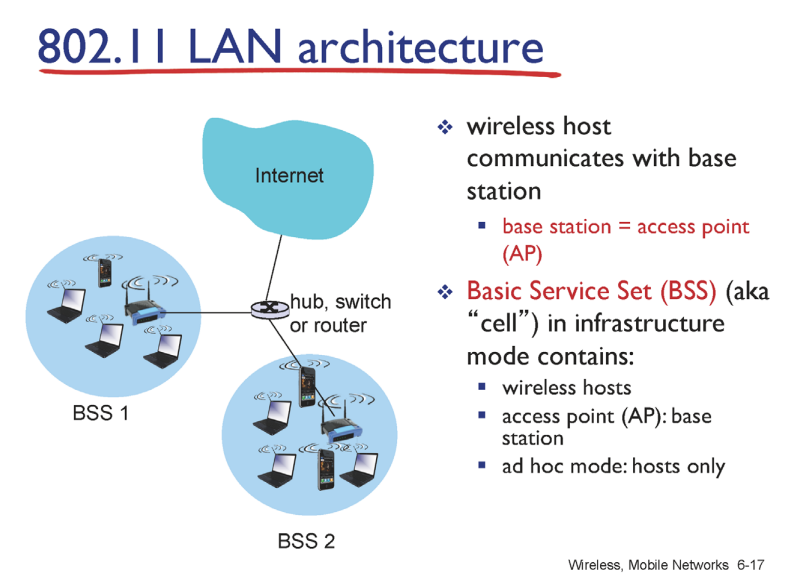 802.11 LAN architecture
Internet
hub, switch
or router
BSS 1
BSS 2
❖ wireless host
communicates with base
station
▪ base station = access point
(AP)
❖ Basic Service Set (BSS) (aka
“cell”) in infrastructure
mode contains:
▪ wireless hosts
▪ access point (AP): base
station
▪ ad hoc mode: hosts only
Wireless, Mobile Networks 6-17